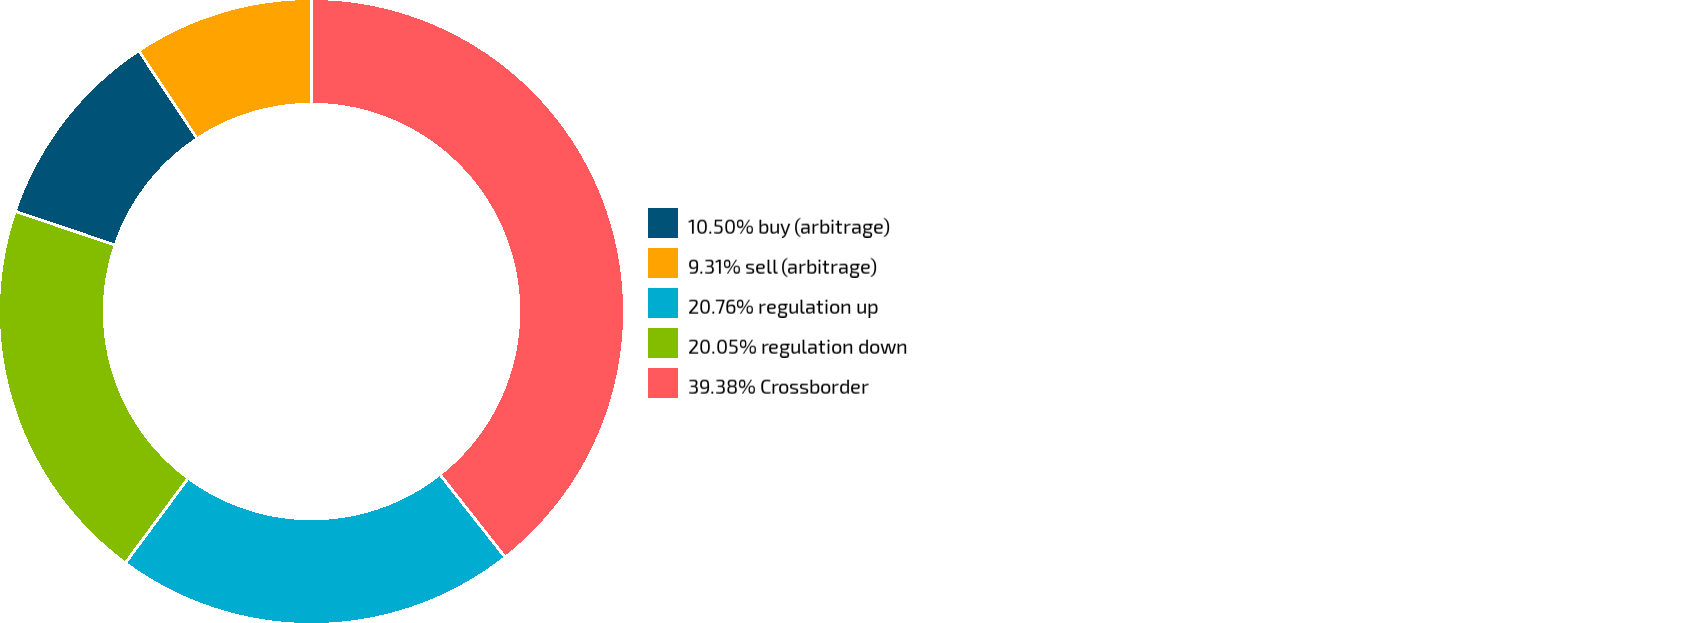 10.50% buy (arbitrage)
9.31% sell (arbitrage)
20.76% regulation up
20.05% regulation down
39.38% Crossborder